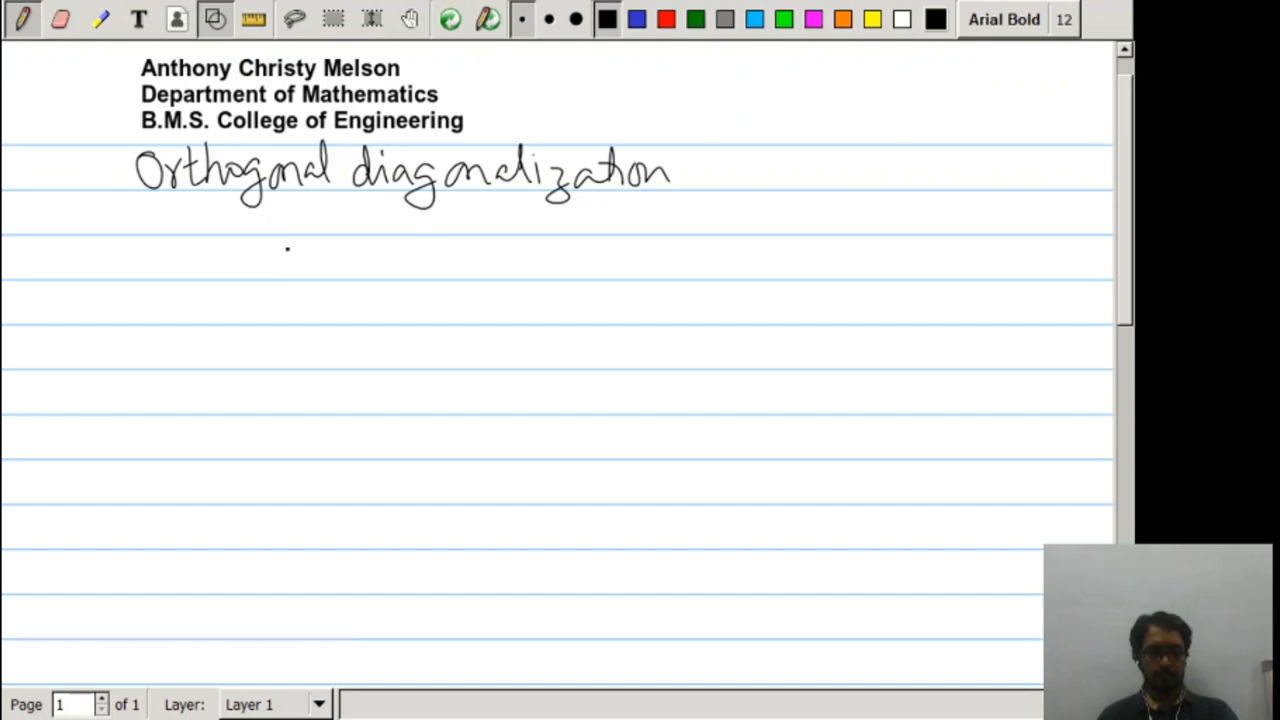 T
Arial Bold 12
Anthony Christy Melson
Department of Mathematics
B.M.S. College of Engineering
Orthogonal diagonalization
Page 1 of 1 Layer: Layer 1